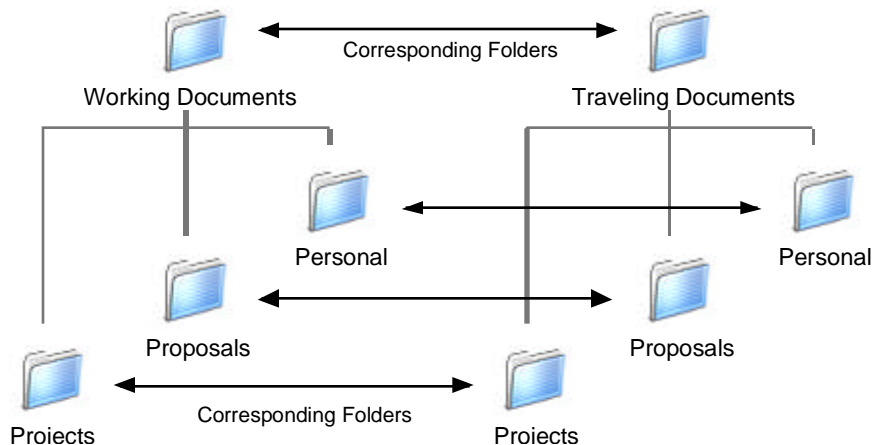 Corresponding Folders
Working Documents
Traveling Documents
Personal
Personal
Proposals
Proposals
Corresponding Folders
Projects
Projects